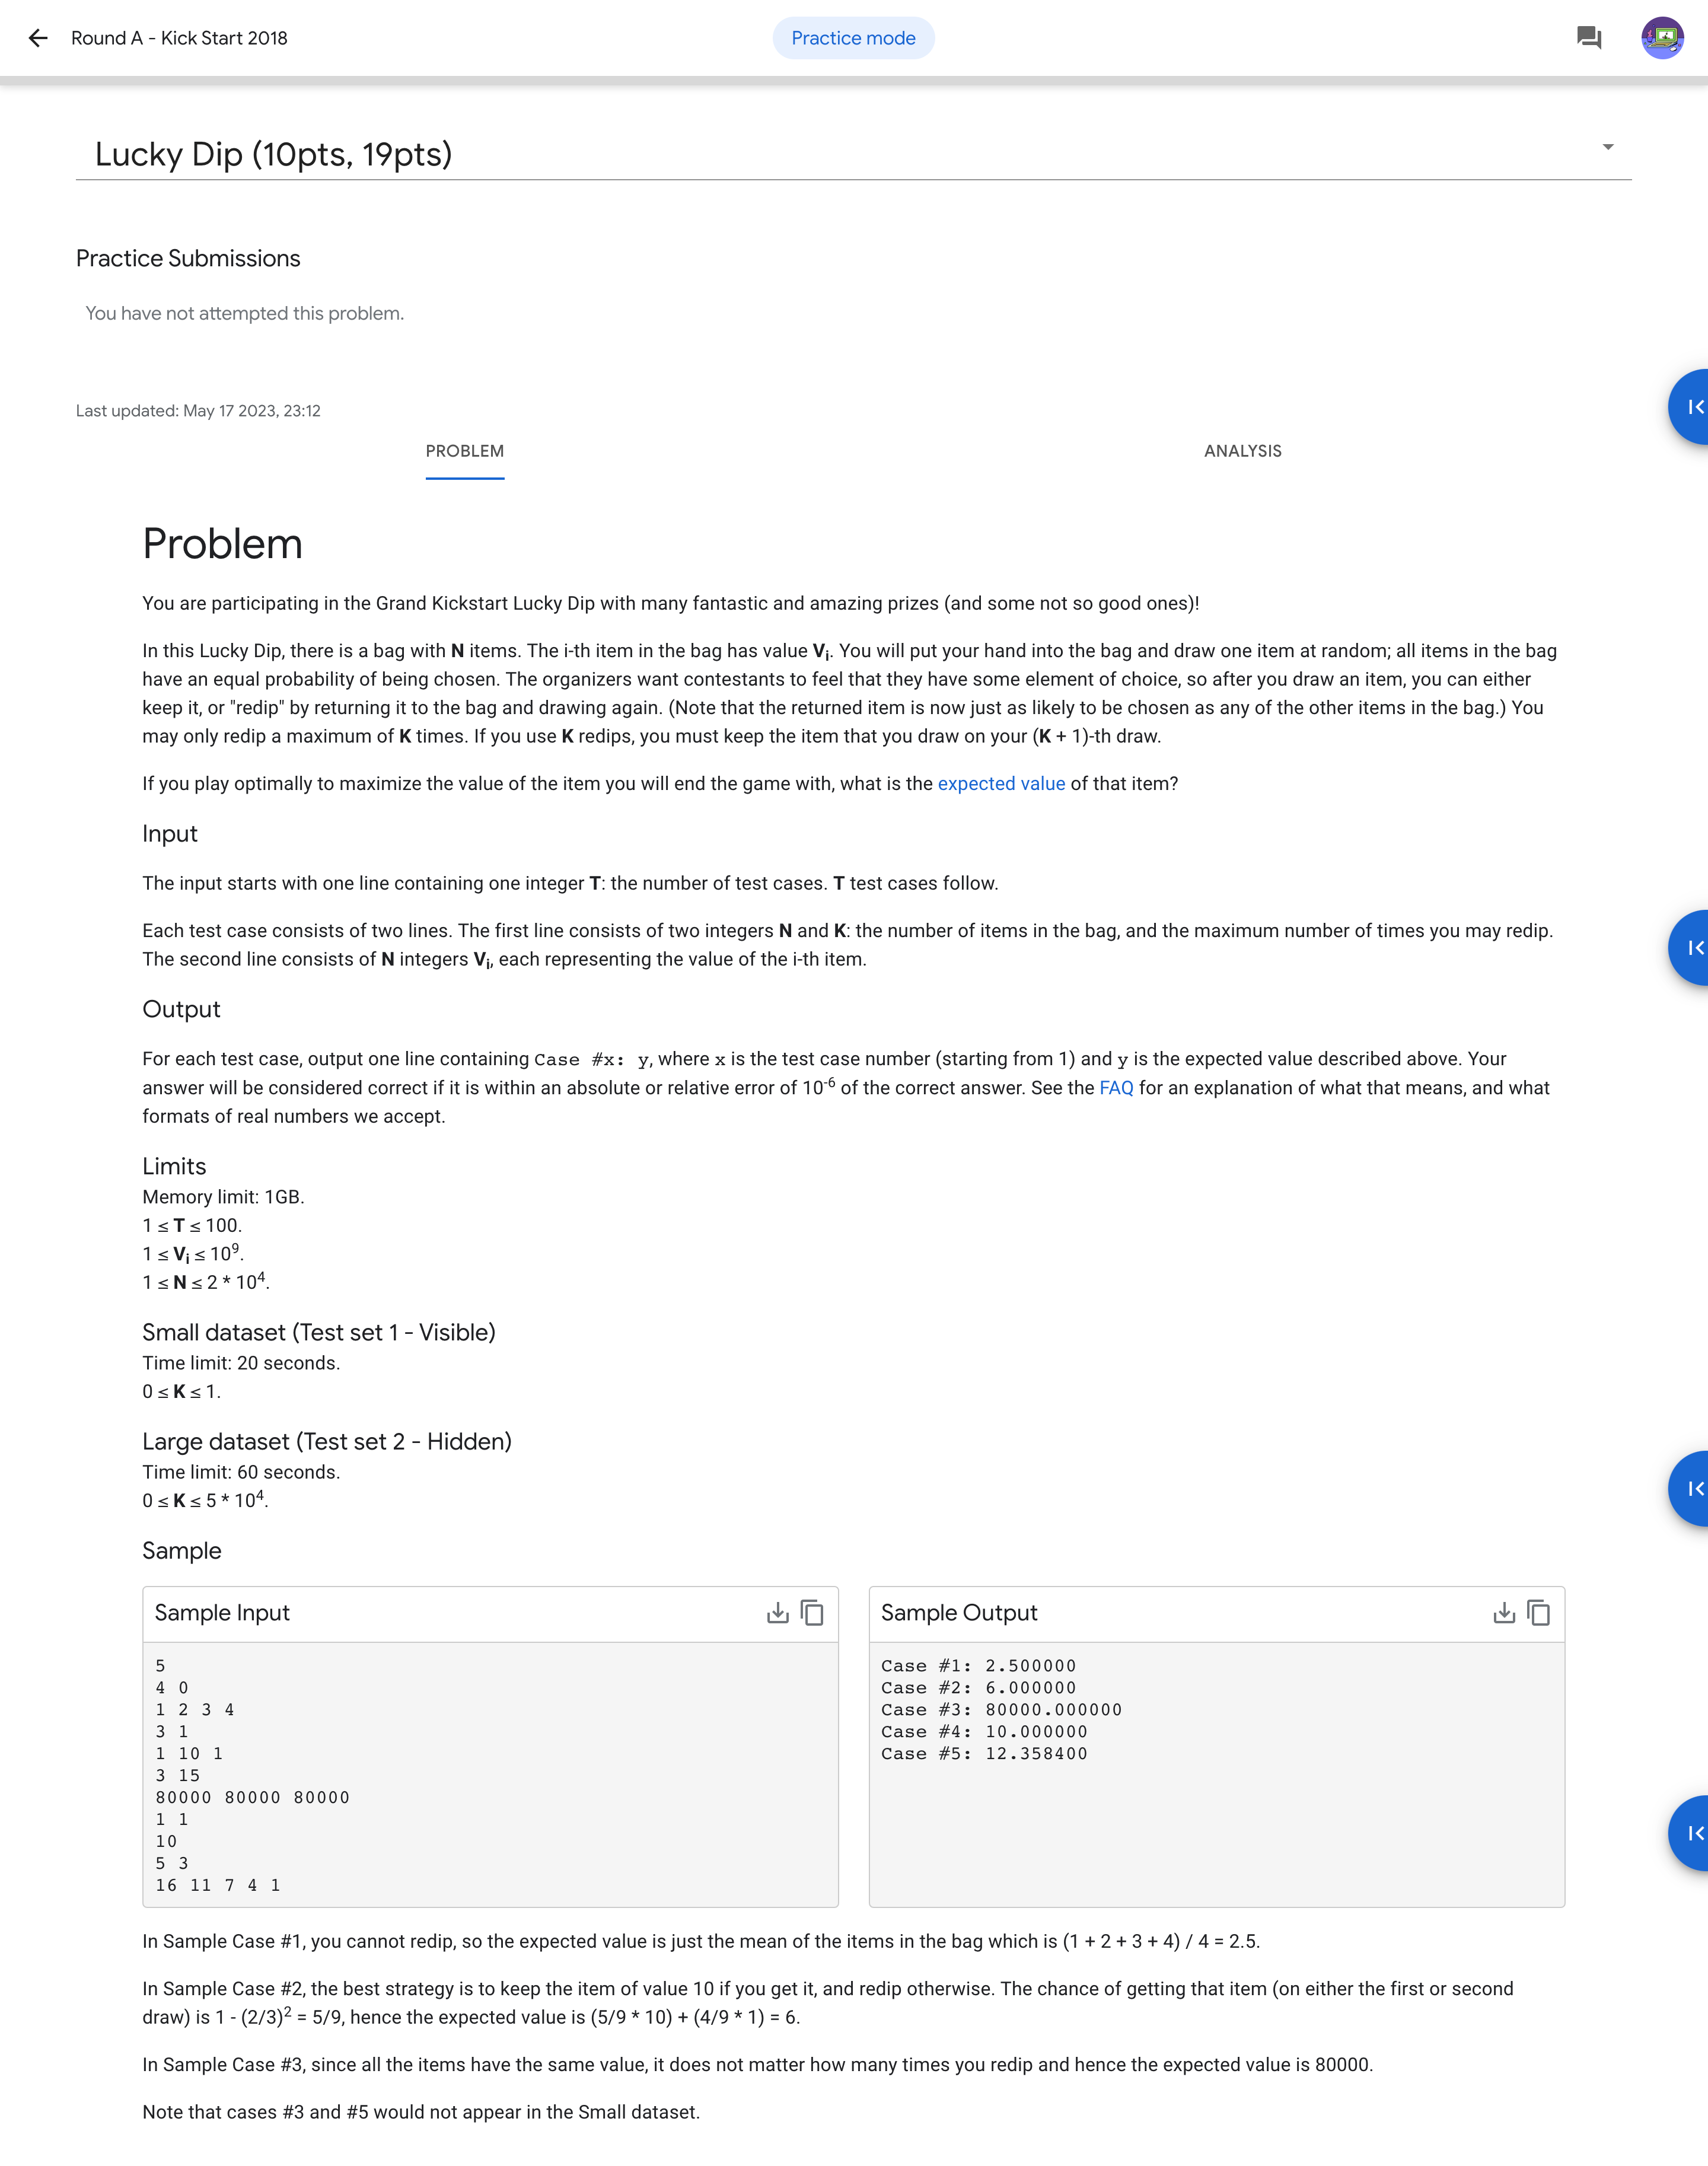 Round A - Kick Start 2018
Practice mode
Lucky Dip (10pts, 19pts)
Practice Submissions
You have not attempted this problem.
Last updated: May 17 2023, 23:12
PROBLEM
ANALYSIS
Problem
You are participating in the Grand Kickstart Lucky Dip with many fantastic and amazing prizes (and some not so good ones)!
In this Lucky Dip, there is a bag with N items. The i-th item in the bag has value Vi. You will put your hand into the bag and draw one item at random; all items in the bag
have an equal probability of being chosen. The organizers want contestants to feel that they have some element of choice, so after you draw an item, you can either
keep it, or "redip" by returning it to the bag and drawing again. (Note that the returned item is now just as likely to be chosen as any of the other items in the bag.) You
may only redip a maximum of K times. If you use K redips, you must keep the item that you draw on your (K + 1)-th draw.
If you play optimally to maximize the value of the item you will end the game with, what is the expected value of that item?
Input
The input starts with one line containing one integer T: the number of test cases. T test cases follow.
Each test case consists of two lines. The first line consists of two integers N and K: the number of items in the bag, and the maximum number of times you may redip.
The second line consists of N integers Vi, each representing the value of the i-th item.
Output
For each test case, output one line containing Case #x: y, where x is the test case number (starting from 1) and y is the expected value described above. Your
answer will be considered correct if it is within an absolute or relative error of 10-6 of the correct answer. See the FAQ for an explanation of what that means, and what
formats of real numbers we accept.
Limits
Memory limit: 1GB.
1 ≤ T ≤ 100.
1 ≤ Vi ≤ 10^9.
1 ≤ N ≤ 2 * 10^4.
Small dataset (Test set 1 - Visible)
Time limit: 20 seconds.
0 ≤ K ≤ 1.
Large dataset (Test set 2 - Hidden)
Time limit: 60 seconds.
0 ≤ K ≤ 5 * 10^4.
Sample
Sample Input
5
4 0
1 2 3 4
3 1
1 10 1
3 15
80000 80000 80000
1 1
10
5 3
16 11 7 4 1
Sample Output
Case #1: 2.500000
Case #2: 6.000000
Case #3: 80000.000000
Case #4: 10.000000
Case #5: 12.358400
In Sample Case #1, you cannot redip, so the expected value is just the mean of the items in the bag which is (1 + 2 + 3 + 4) / 4 = 2.5.
In Sample Case #2, the best strategy is to keep the item of value 10 if you get it, and redip otherwise. The chance of getting that item (on either the first or second
draw) is 1 - (2/3)^2 = 5/9, hence the expected value is (5/9 * 10) + (4/9 * 1) = 6.
In Sample Case #3, since all the items have the same value, it does not matter how many times you redip and hence the expected value is 80000.
Note that cases #3 and #5 would not appear in the Small dataset.